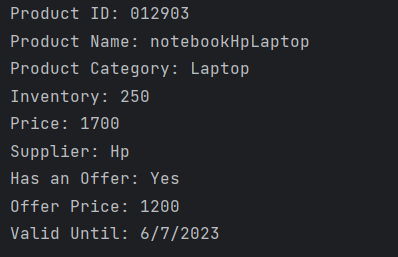 Product ID: 012903
Product Name: notebookHpLaptop
Product Category: Laptop
Inventory: 250
Price: 1700
Supplier: Hp
Has an Offer: Yes
Offer Price: 1200
Valid Until: 6/7/2023